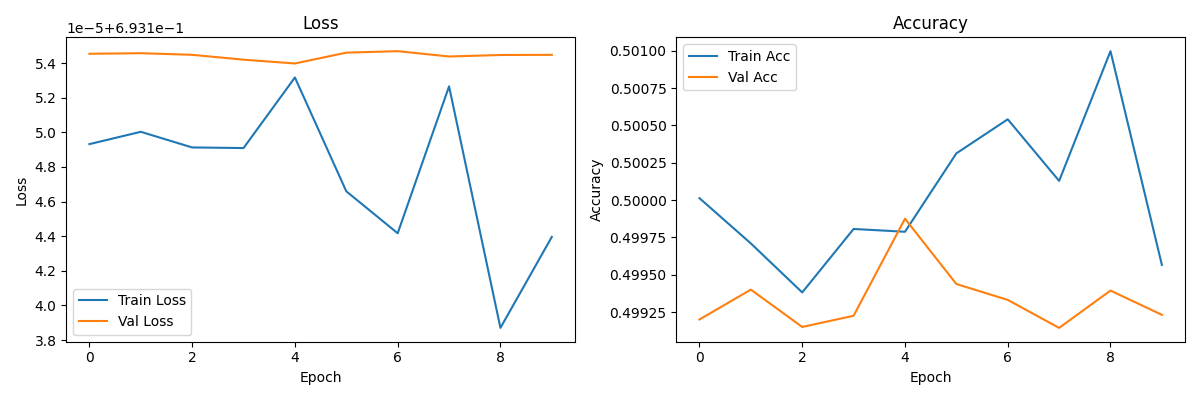 Loss
1e−5+6.931e−1
5.4
5.2
5.0
4.8
4.6
4.4
4.2
4.0
3.8
Loss
Train Loss
Val Loss
0 2 4 6 8
Epoch
Accuracy
0.50100
0.50075
0.50050
0.50025
0.50000
0.49975
0.49950
0.49925
Accuracy
Train Acc
Val Acc
0 2 4 6 8
Epoch